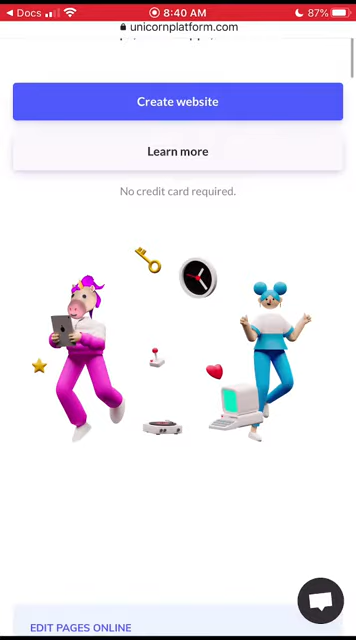 Docs
8:40 AM
87%
unicornplatform.com
Create website
Learn more
No credit card required.
EDIT PAGES ONLINE